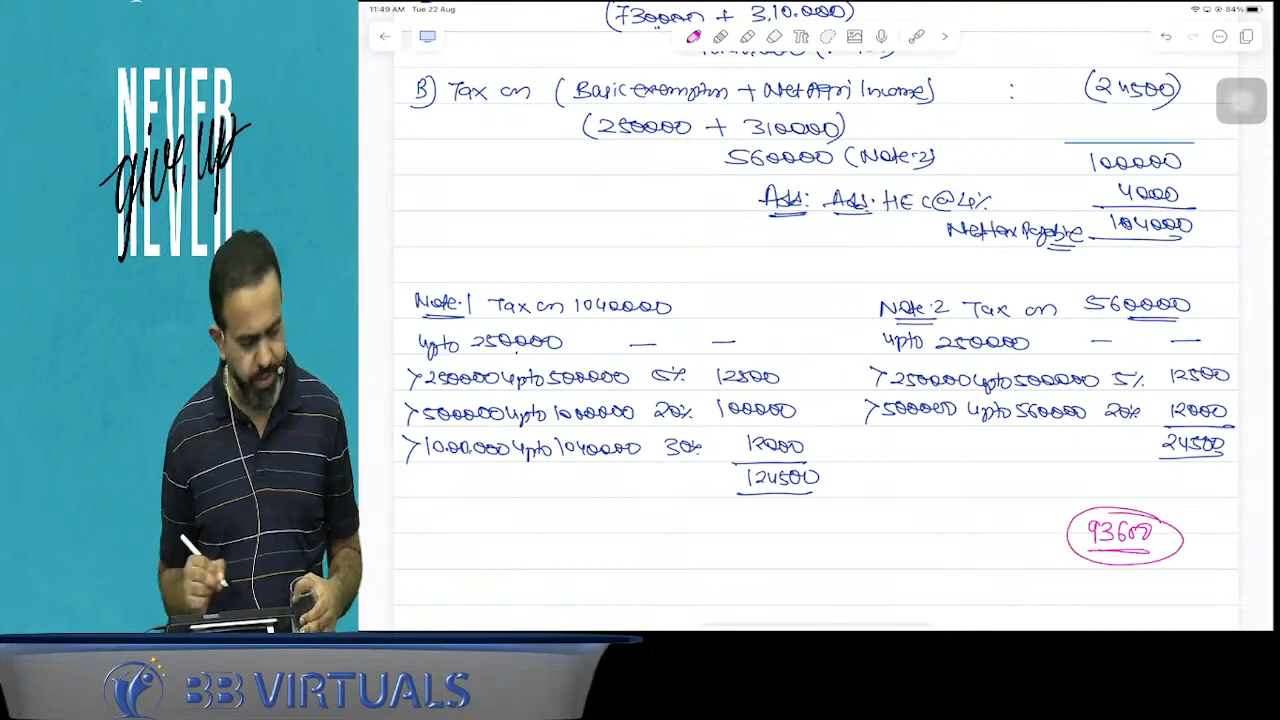 11:49 AM Tue 22 Aug
84%
(730000 + 3,10.000)
B) Tax on (Basic exemption + Net Agri Income) : (24500)
(250000 + 310000)
560000 (Note:2) 100000
Add: Add. HEC@4% 4000
Net tax Payable 104000
Note:1 Tax on 1040000
upto 250000 — —
>250000 upto 500000 5% 12500
>500000 upto 1000000 20% 100000
>10,00,000 upto 1040000 30% 12000
124500
Note:2 Tax on 560000
upto 250000 — —
>250000 upto 500000 5% 12500
>500000 upto 560000 20% 12000
24500
93600
NEVER
give up
NEVER
BB VIRTUALS